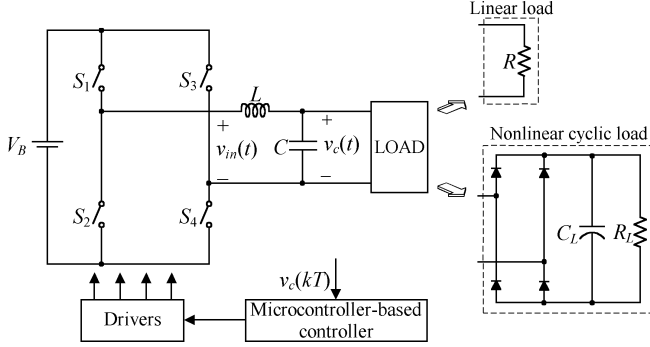 Linear load
R
S1
S3
L
VB
+
vin(t)
–
C
+
vc(t)
–
LOAD
Nonlinear cyclic load
S2
S4
CL
RL
vc(kT)
Drivers
Microcontroller-based
controller